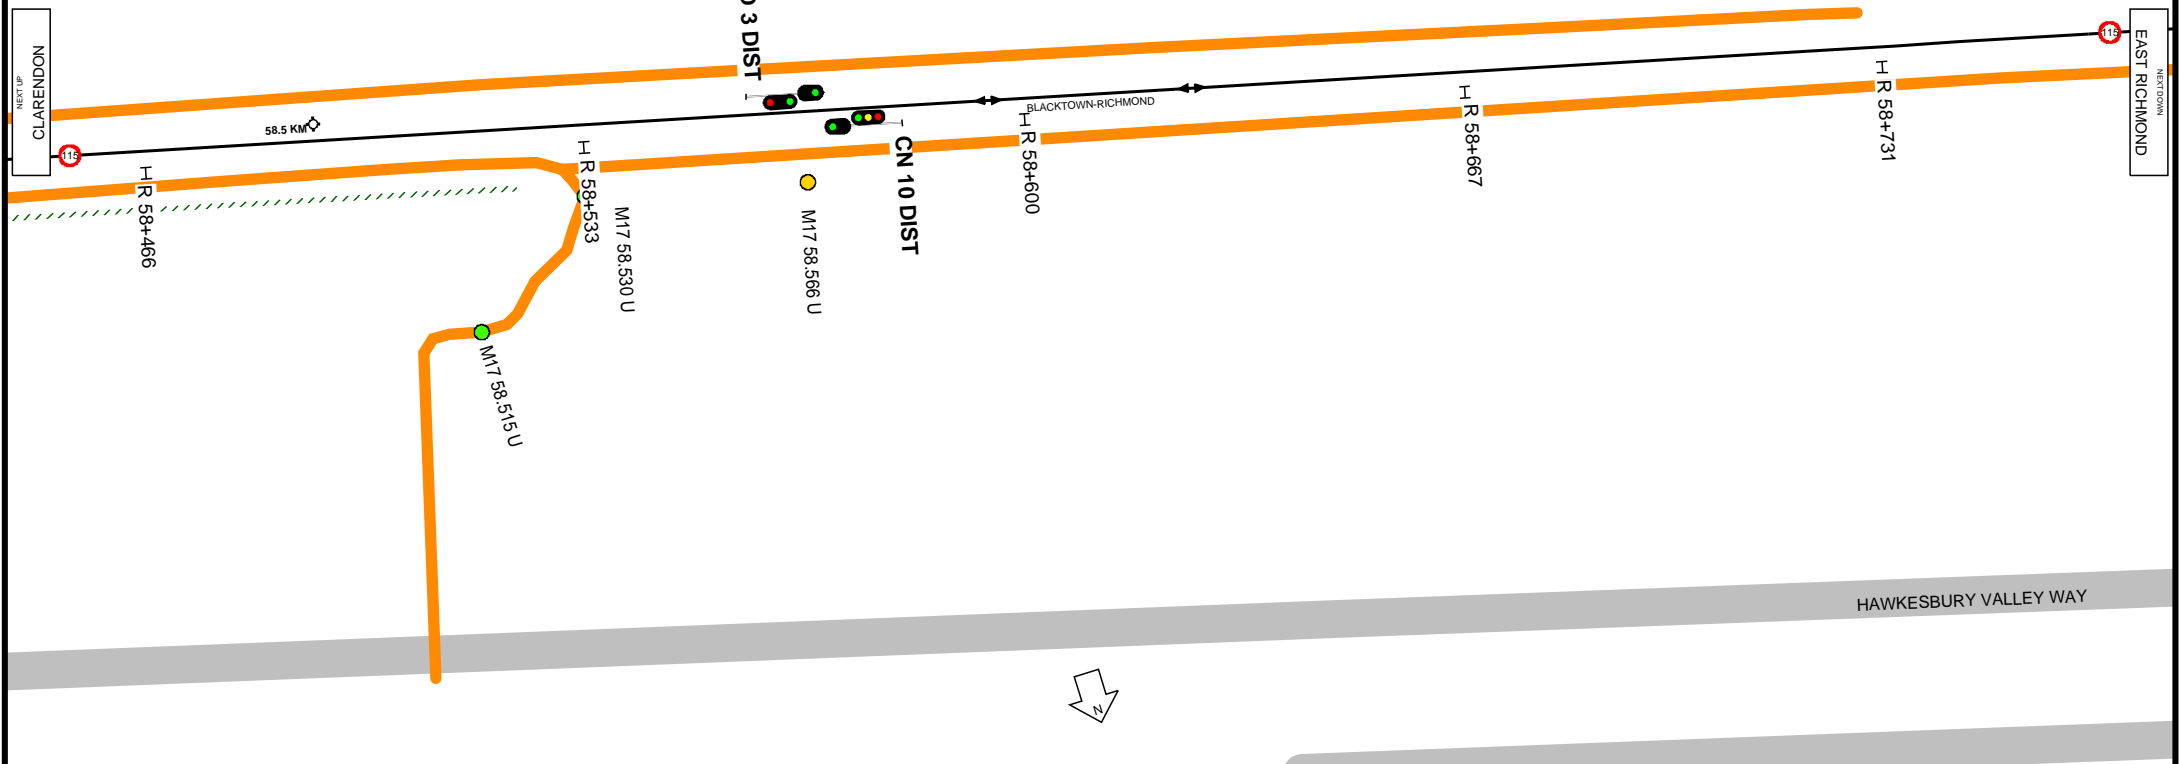 NEXT UP
CLARENDON
115
58.5 KM
3 DIST
CN 10 DIST
BLACKTOWN-RICHMOND
H R 58+466
H R 58+533
M17 58.530 U
M17 58.566 U
H R 58+600
H R 58+667
H R 58+731
115
EAST RICHMOND
NEXT DOWN
M17 58.515 U
HAWKESBURY VALLEY WAY
N